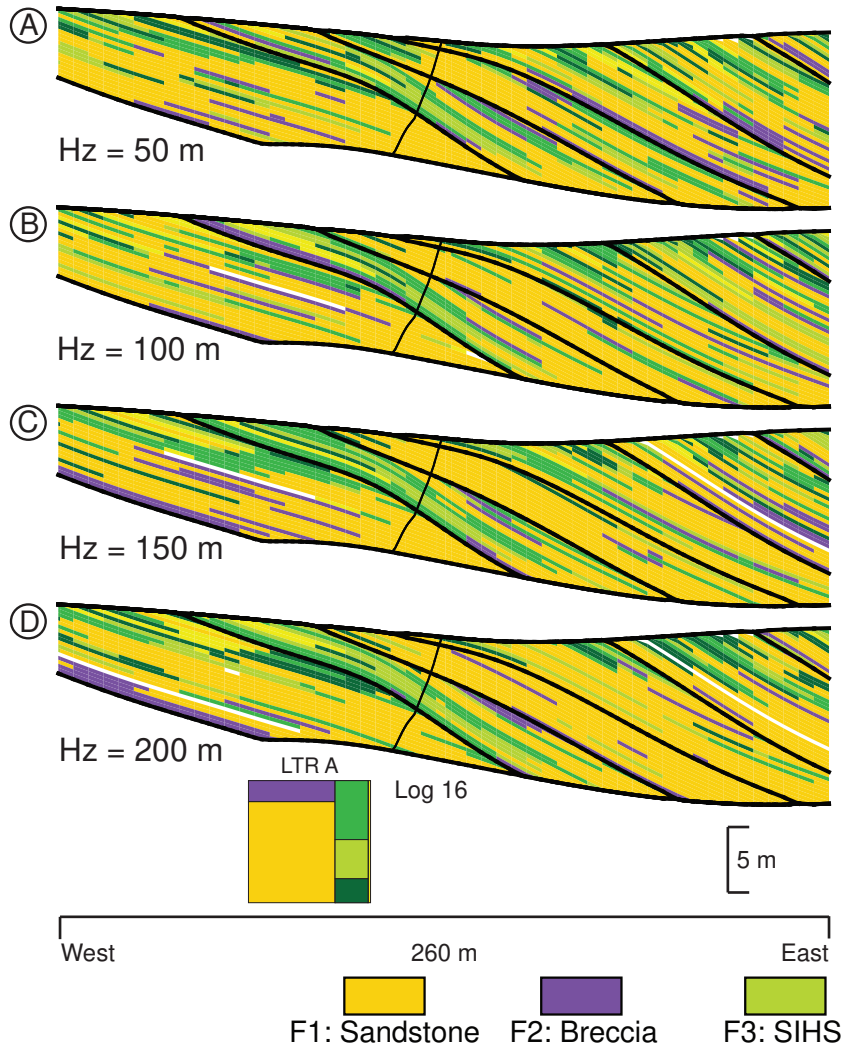 A
Hz = 50 m
B
Hz = 100 m
C
Hz = 150 m
D
Hz = 200 m
LTR A
Log 16
5 m
West 260 m East
F1: Sandstone F2: Breccia F3: SIHS